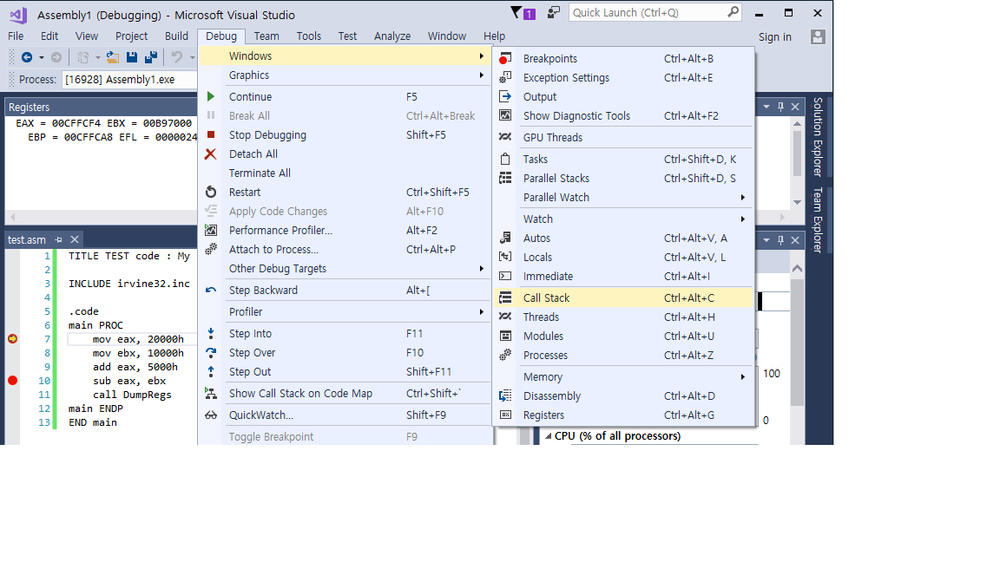 Assembly1 (Debugging) - Microsoft Visual Studio
1
Quick Launch (Ctrl+Q)
File Edit View Project Build Debug Team Tools Test Analyze Window Help
Sign in
Process: [16928] Assembly1.exe
Registers
EAX = 00CFFCF4 EBX = 00B97000
EBP = 00CFFCA8 EFL = 0000024
test.asm
1 TITLE TEST code : My
2
3 INCLUDE irvine32.inc
4
5 .code
6 main PROC
7 mov eax, 20000h
8 mov ebx, 10000h
9 add eax, 5000h
10 sub eax, ebx
11 call DumpRegs
12 main ENDP
13 END main
Windows
Graphics
Continue F5
Break All Ctrl+Alt+Break
Stop Debugging Shift+F5
Detach All
Terminate All
Restart Ctrl+Shift+F5
Apply Code Changes Alt+F10
Performance Profiler... Alt+F2
Attach to Process... Ctrl+Alt+P
Other Debug Targets
Step Backward Alt+[
Profiler
Step Into F11
Step Over F10
Step Out Shift+F11
Show Call Stack on Code Map Ctrl+Shift+`
QuickWatch... Shift+F9
Toggle Breakpoint F9
Breakpoints Ctrl+Alt+B
Exception Settings Ctrl+Alt+E
Output
Show Diagnostic Tools Ctrl+Alt+F2
GPU Threads
Tasks Ctrl+Shift+D, K
Parallel Stacks Ctrl+Shift+D, S
Parallel Watch
Watch
Autos Ctrl+Alt+V, A
Locals Ctrl+Alt+V, L
Immediate Ctrl+Alt+I
Call Stack Ctrl+Alt+C
Threads Ctrl+Alt+H
Modules Ctrl+Alt+U
Processes Ctrl+Alt+Z
Memory
Disassembly Ctrl+Alt+D
Registers Ctrl+Alt+G
100
0
CPU (% of all processors)
Solution Explorer
Team Explorer